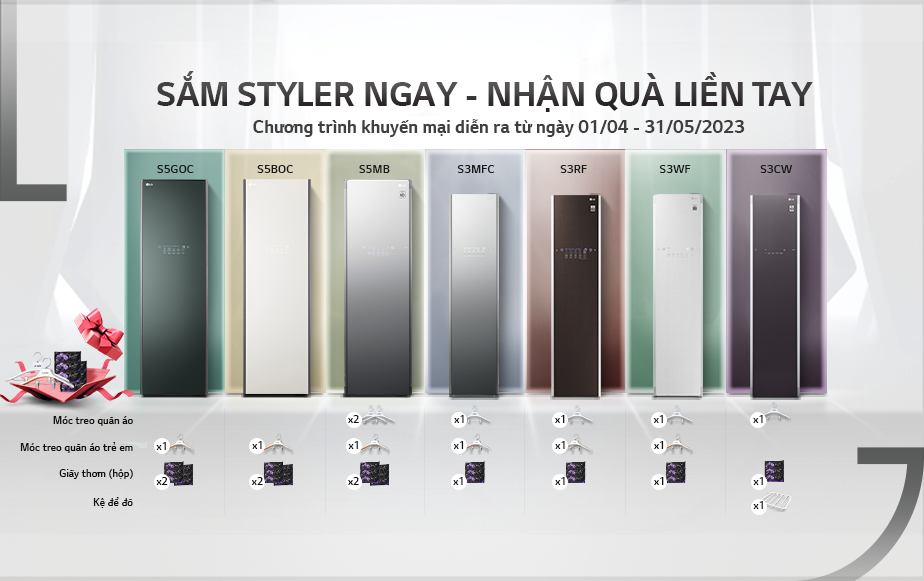 SẮM STYLER NGAY - NHẬN QUÀ LIỀN TAY
Chương trình khuyến mại diễn ra từ ngày 01/04 - 31/05/2023
S5GOC S5BOC S5MB S3MFC S3RF S3WF S3CW
Móc treo quần áo x2 x1 x1 x1 x1
Móc treo quần áo trẻ em x1 x1 x1 x1 x1 x1
Giấy thơm (hộp) x2 x2 x2 x1 x1 x1 x1
Kệ để đồ x1